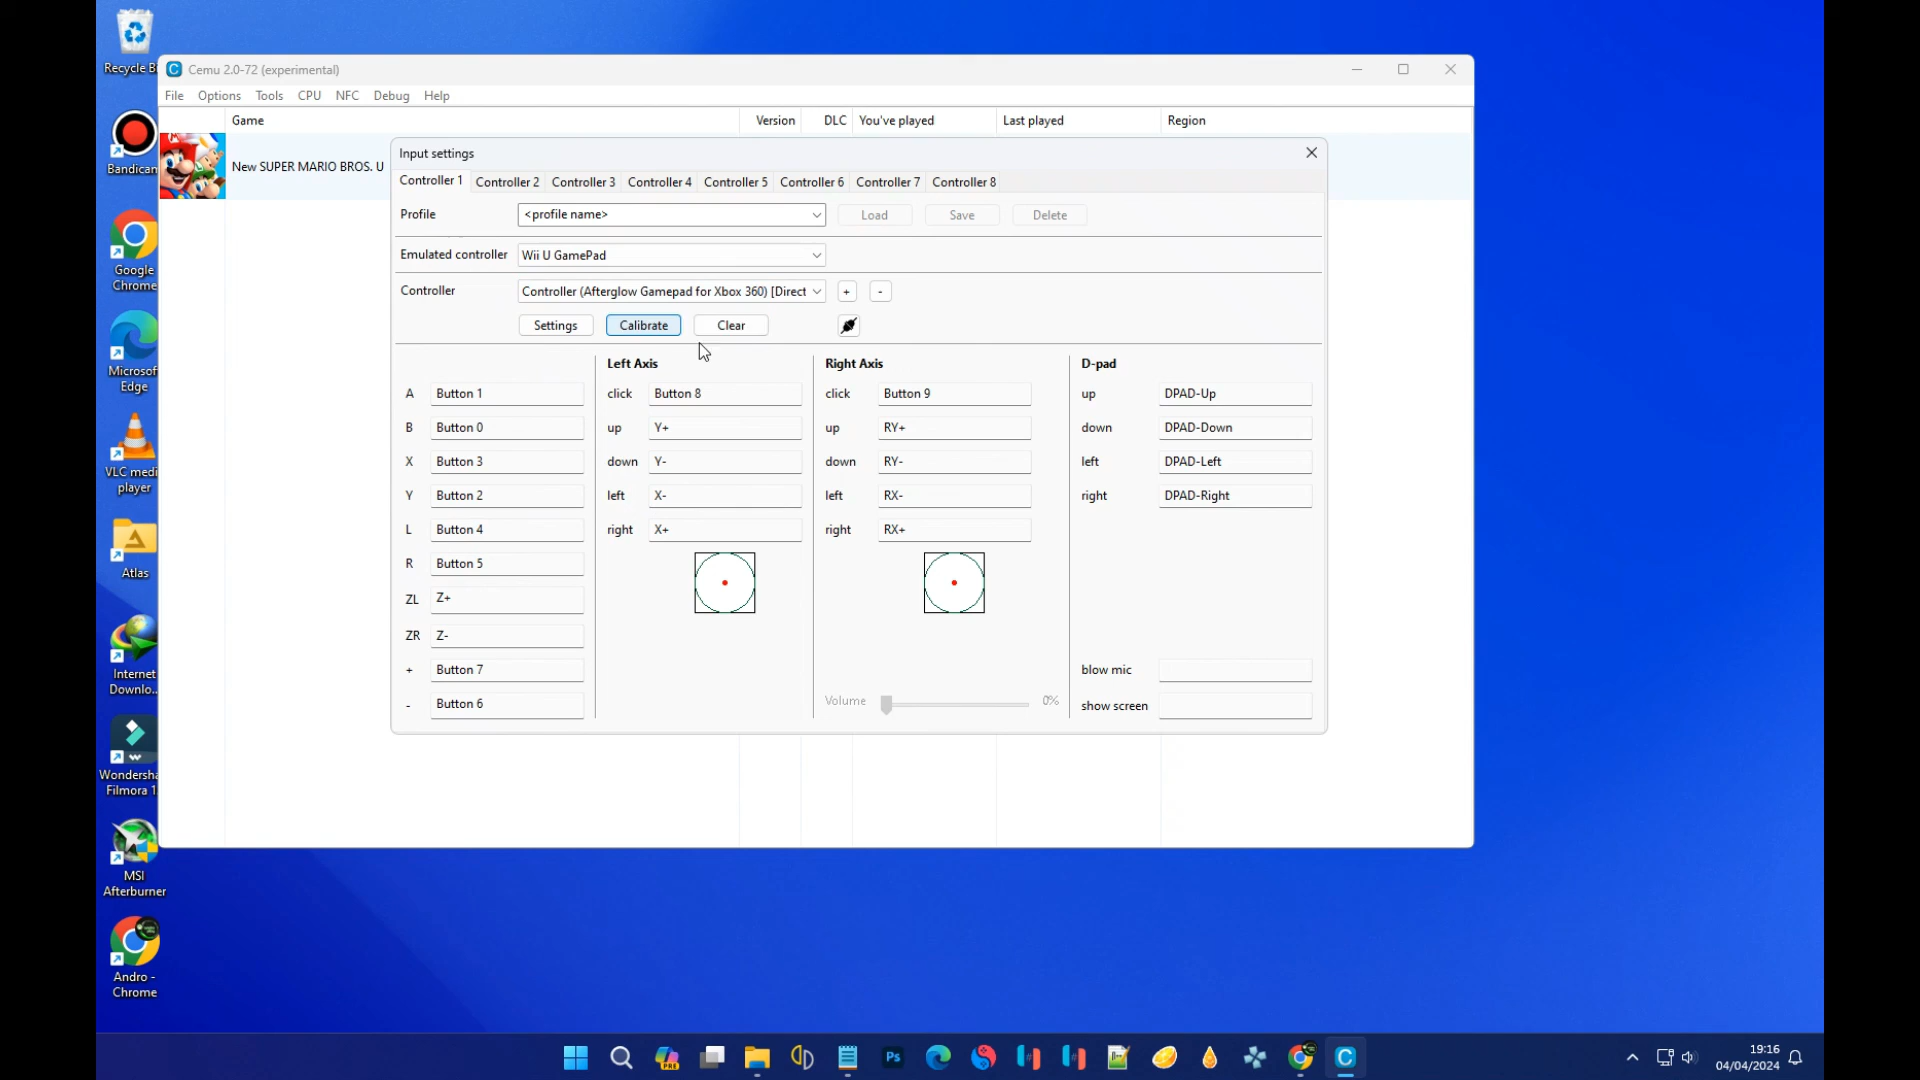 Recycle Bi
Cemu 2.0-72 (experimental)
File Options Tools CPU NFC Debug Help
Game Version DLC You've played Last played Region
New SUPER MARIO BROS. U
Input settings
Controller 1 Controller 2 Controller 3 Controller 4 Controller 5 Controller 6 Controller 7 Controller 8
Profile <profile name> Load Save Delete
Emulated controller Wii U GamePad
Controller Controller (Afterglow Gamepad for Xbox 360) [Direct + -
Settings Calibrate Clear
Left Axis Right Axis D-pad
A Button 1 click Button 8 click Button 9 up DPAD-Up
B Button 0 up Y+ up RY+ down DPAD-Down
X Button 3 down Y- down RY- left DPAD-Left
Y Button 2 left X- left RX- right DPAD-Right
L Button 4 right X+ right RX+
R Button 5
ZL Z+
ZR Z-
+ Button 7 blow mic
- Button 6 Volume 0% show screen
Bandican
Google
Chrome
Microsof
Edge
VLC medi
player
Atlas
Internet
Downlo...
Wondersha
Filmora 1
MSI
Afterburner
Andro -
Chrome
PRE
Ps
19:16
04/04/2024